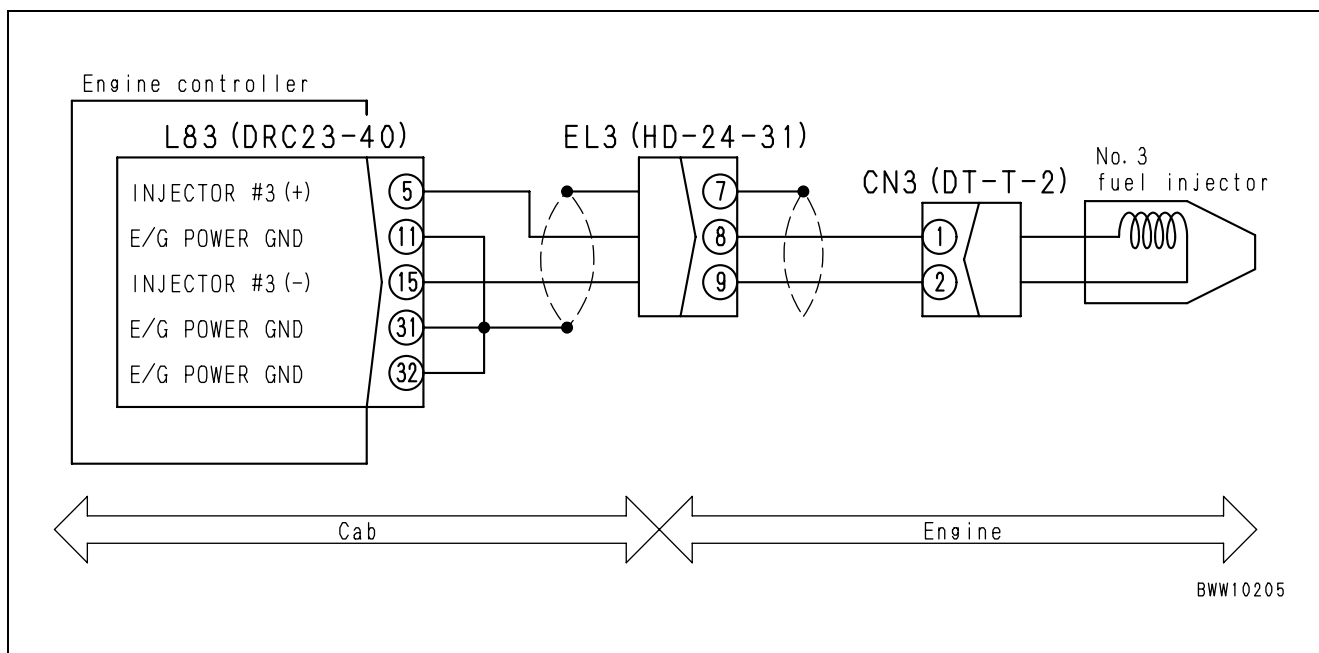 Engine controller
L83 (DRC23-40)
INJECTOR #3 (+)
5
E/G POWER GND
11
INJECTOR #3 (-)
15
E/G POWER GND
31
E/G POWER GND
32
EL3 (HD-24-31)
7
8
9
CN3 (DT-T-2)
1
2
No. 3
fuel injector
Cab
Engine
BWW10205